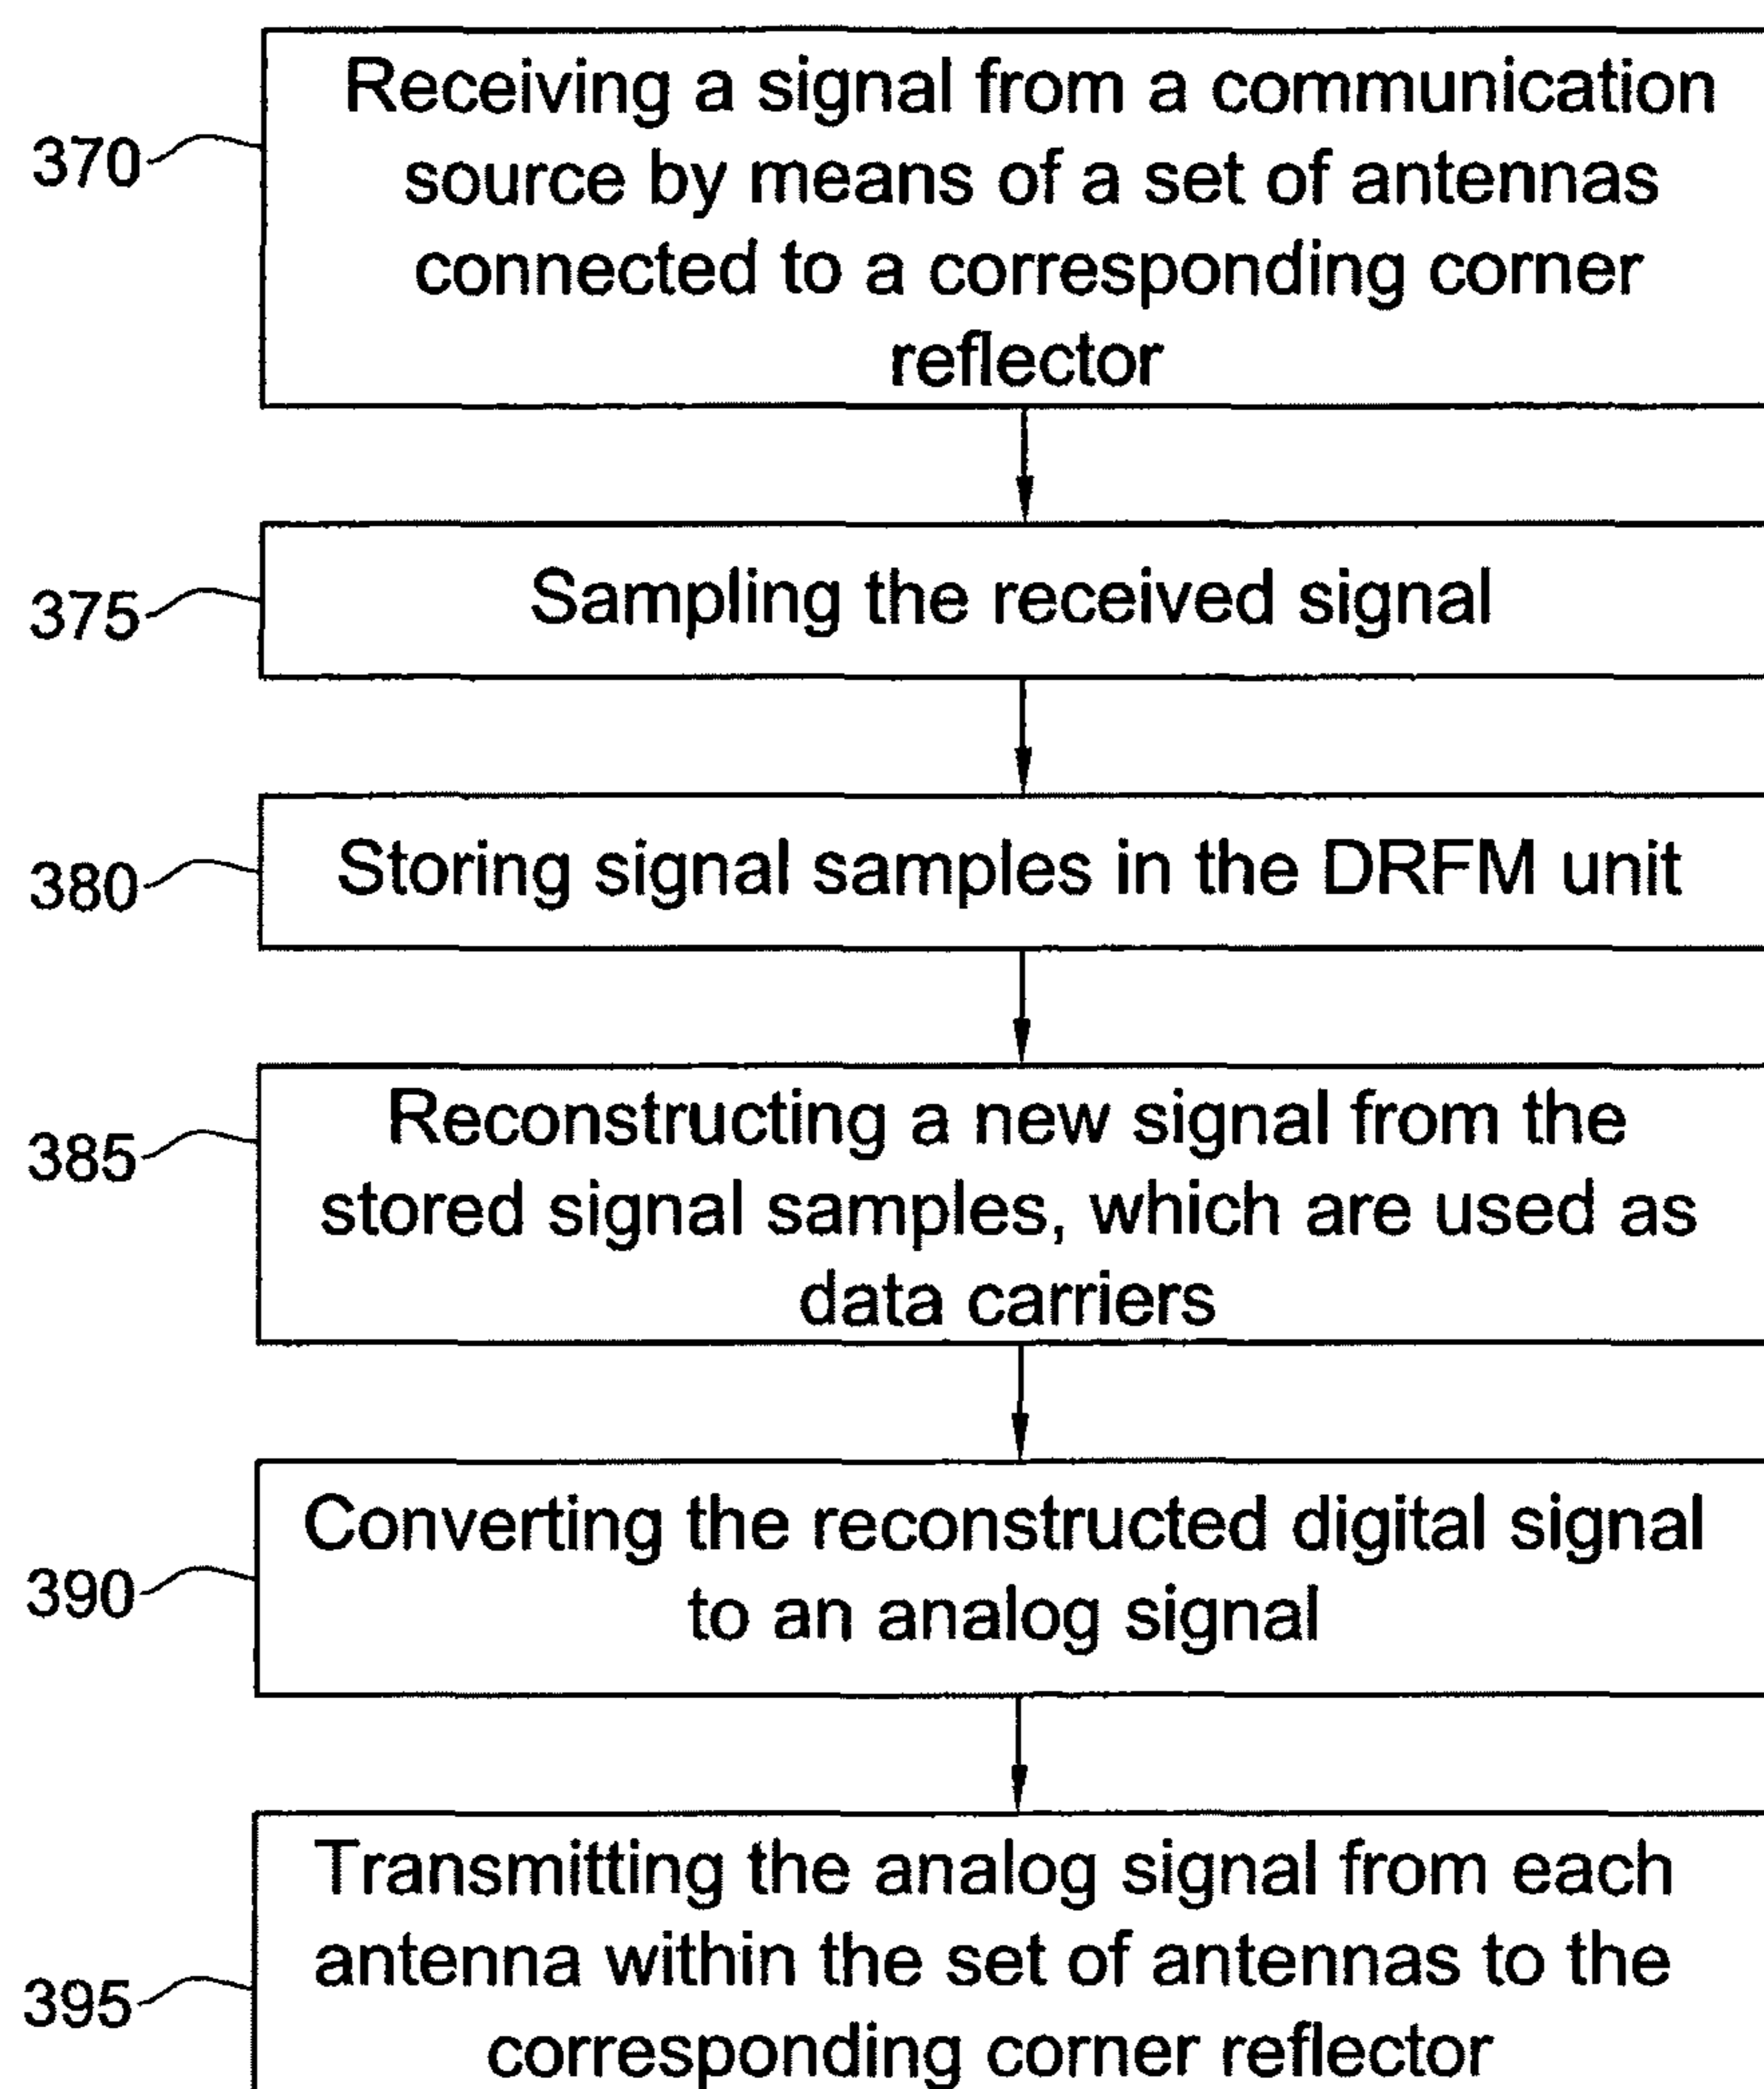 370
Receiving a signal from a communication
source by means of a set of antennas
connected to a corresponding corner
reflector
375
Sampling the received signal
380
Storing signal samples in the DRFM unit
385
Reconstructing a new signal from the
stored signal samples, which are used as
data carriers
390
Converting the reconstructed digital signal
to an analog signal
395
Transmitting the analog signal from each
antenna within the set of antennas to the
corresponding corner reflector